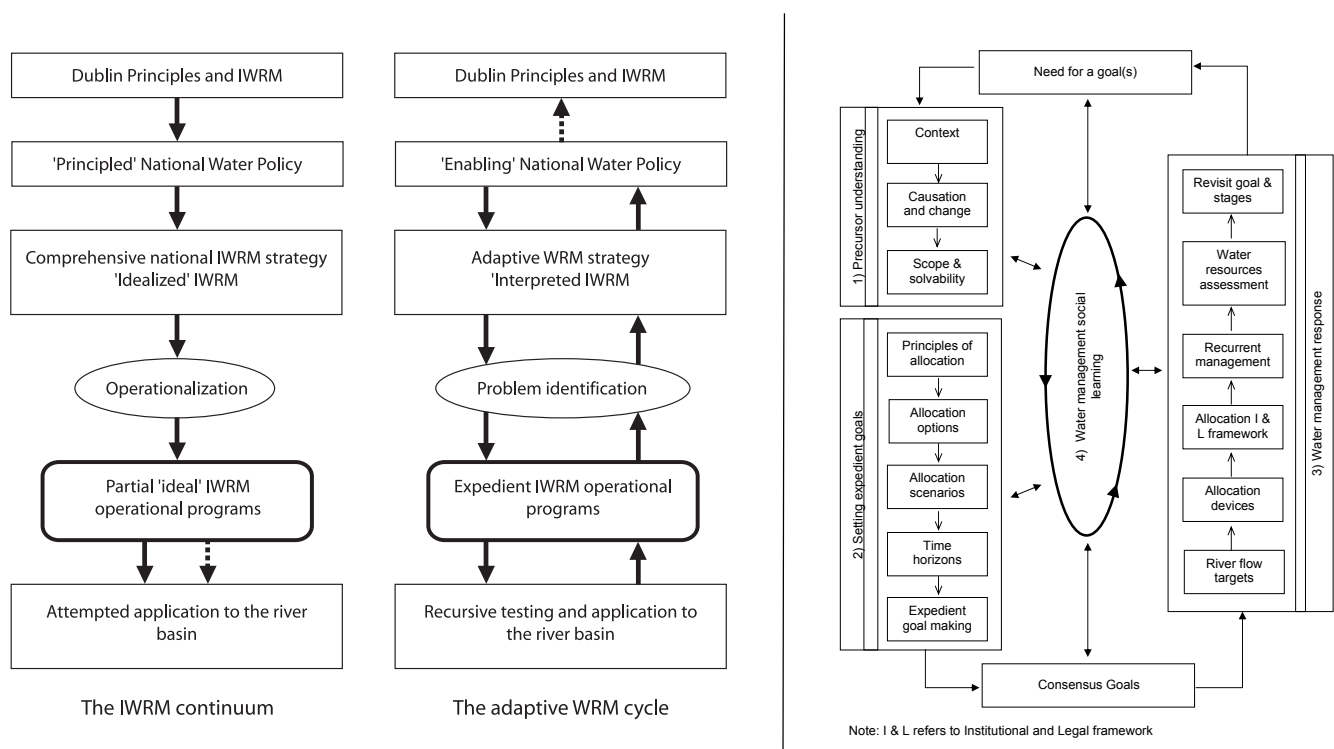 Dublin Principles and IWRM
'Principled' National Water Policy
Comprehensive national IWRM strategy
'Idealized' IWRM
Operationalization
Partial 'ideal' IWRM
operational programs
Attempted application to the river
basin
The IWRM continuum
Dublin Principles and IWRM
'Enabling' National Water Policy
Adaptive WRM strategy
'Interpreted IWRM
Problem identification
Expedient IWRM operational
programs
Recursive testing and application to
the river basin
The adaptive WRM cycle
Need for a goal(s)
1) Precursor understanding
Context
Causation
and change
Scope &
solvability
2) Setting expedient goals
Principles of
allocation
Allocation
options
Allocation
scenarios
Time
horizons
Expedient
goal making
4) Water management social
learning
Revisit goal &
stages
Water
resources
assessment
Recurrent
management
Allocation I &
L framework
Allocation
devices
River flow
targets
3) Water management response
Consensus Goals
Note: I & L refers to Institutional and Legal framework